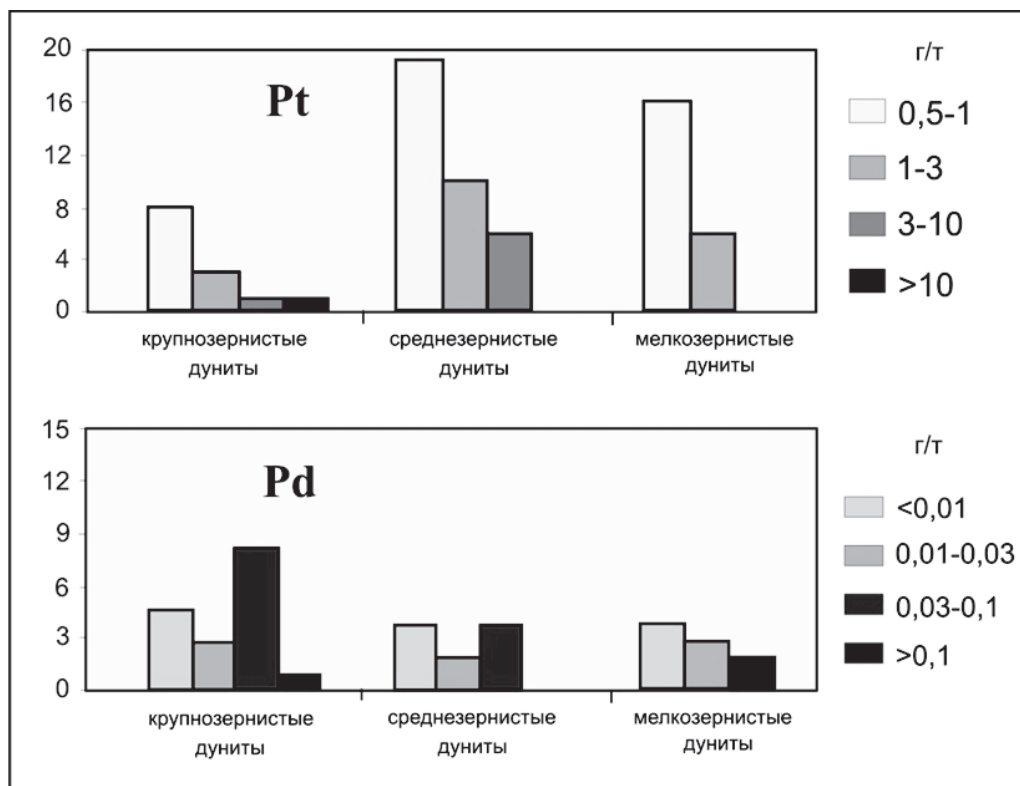 Pt
20
16
12
8
4
0
крупнозернистые
дуниты
среднезернистые
дуниты
мелкозернистые
дуниты
г/т
0,5-1
1-3
3-10
>10
Pd
15
12
9
6
3
0
крупнозернистые
дуниты
среднезернистые
дуниты
мелкозернистые
дуниты
г/т
<0,01
0,01-0,03
0,03-0,1
>0,1